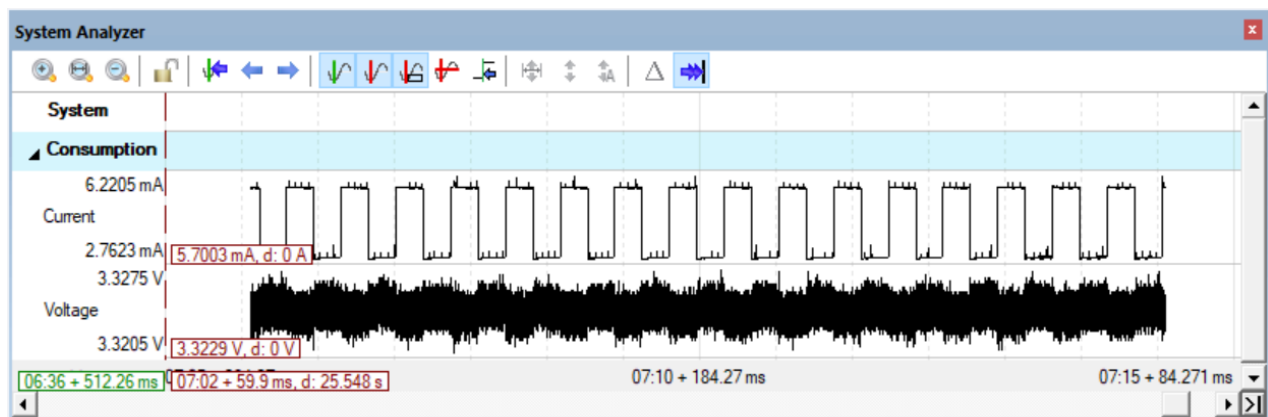 System Analyzer
System
Consumption
6.2205 mA
Current
2.7623 mA
5.7003 mA, d: 0 A
3.3275 V
Voltage
3.3205 V
3.3229 V, d: 0 V
06:36 + 512.26 ms
07:02 + 59.9 ms, d: 25.548 s
07:10 + 184.27 ms
07:15 + 84.271 ms